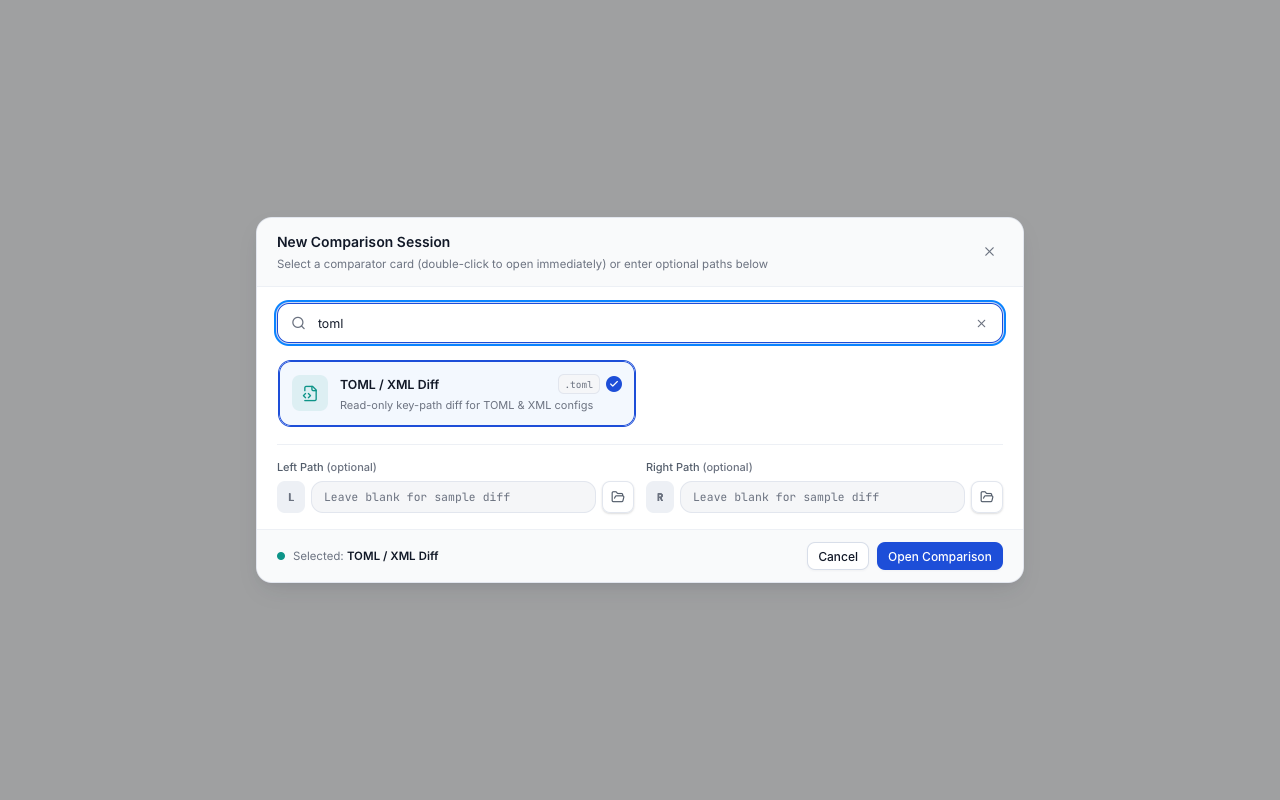 New Comparison Session
Select a comparator card (double-click to open immediately) or enter optional paths below
toml
TOML / XML Diff
.toml
Read-only key-path diff for TOML & XML configs
Left Path (optional)
Right Path (optional)
L
Leave blank for sample diff
R
Leave blank for sample diff
Selected: TOML / XML Diff
Cancel
Open Comparison